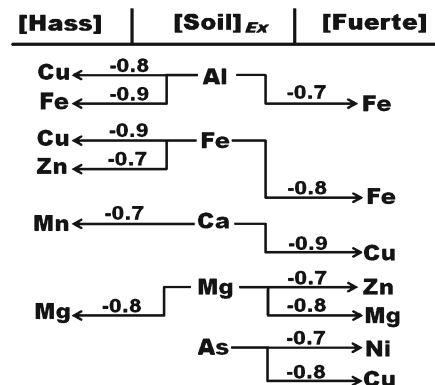 [Hass] [Soil]Ex [Fuerte]
Cu -0.8 Al
Fe -0.9 -0.7 Fe
Cu -0.9 Fe
Zn -0.7
-0.8 Fe
Mn -0.7 Ca
-0.9 Cu
Mg -0.7 Zn
Mg -0.8 -0.8 Mg
As -0.7 Ni
-0.8 Cu